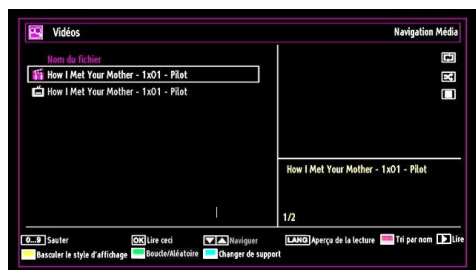 Vidéos
Navigation Média
Nom du fichier
How I Met Your Mother - 1x01 - Pilot
How I Met Your Mother - 1x01 - Pilot
How I Met Your Mother - 1x01 - Pilot
1/2
0...9 Sauter OK Lire ceci Naviguer LANG Aperçu de la lecture Tri par nom Lire
Basculer le style d'affichage Boucle/Aléatoire Changer de support